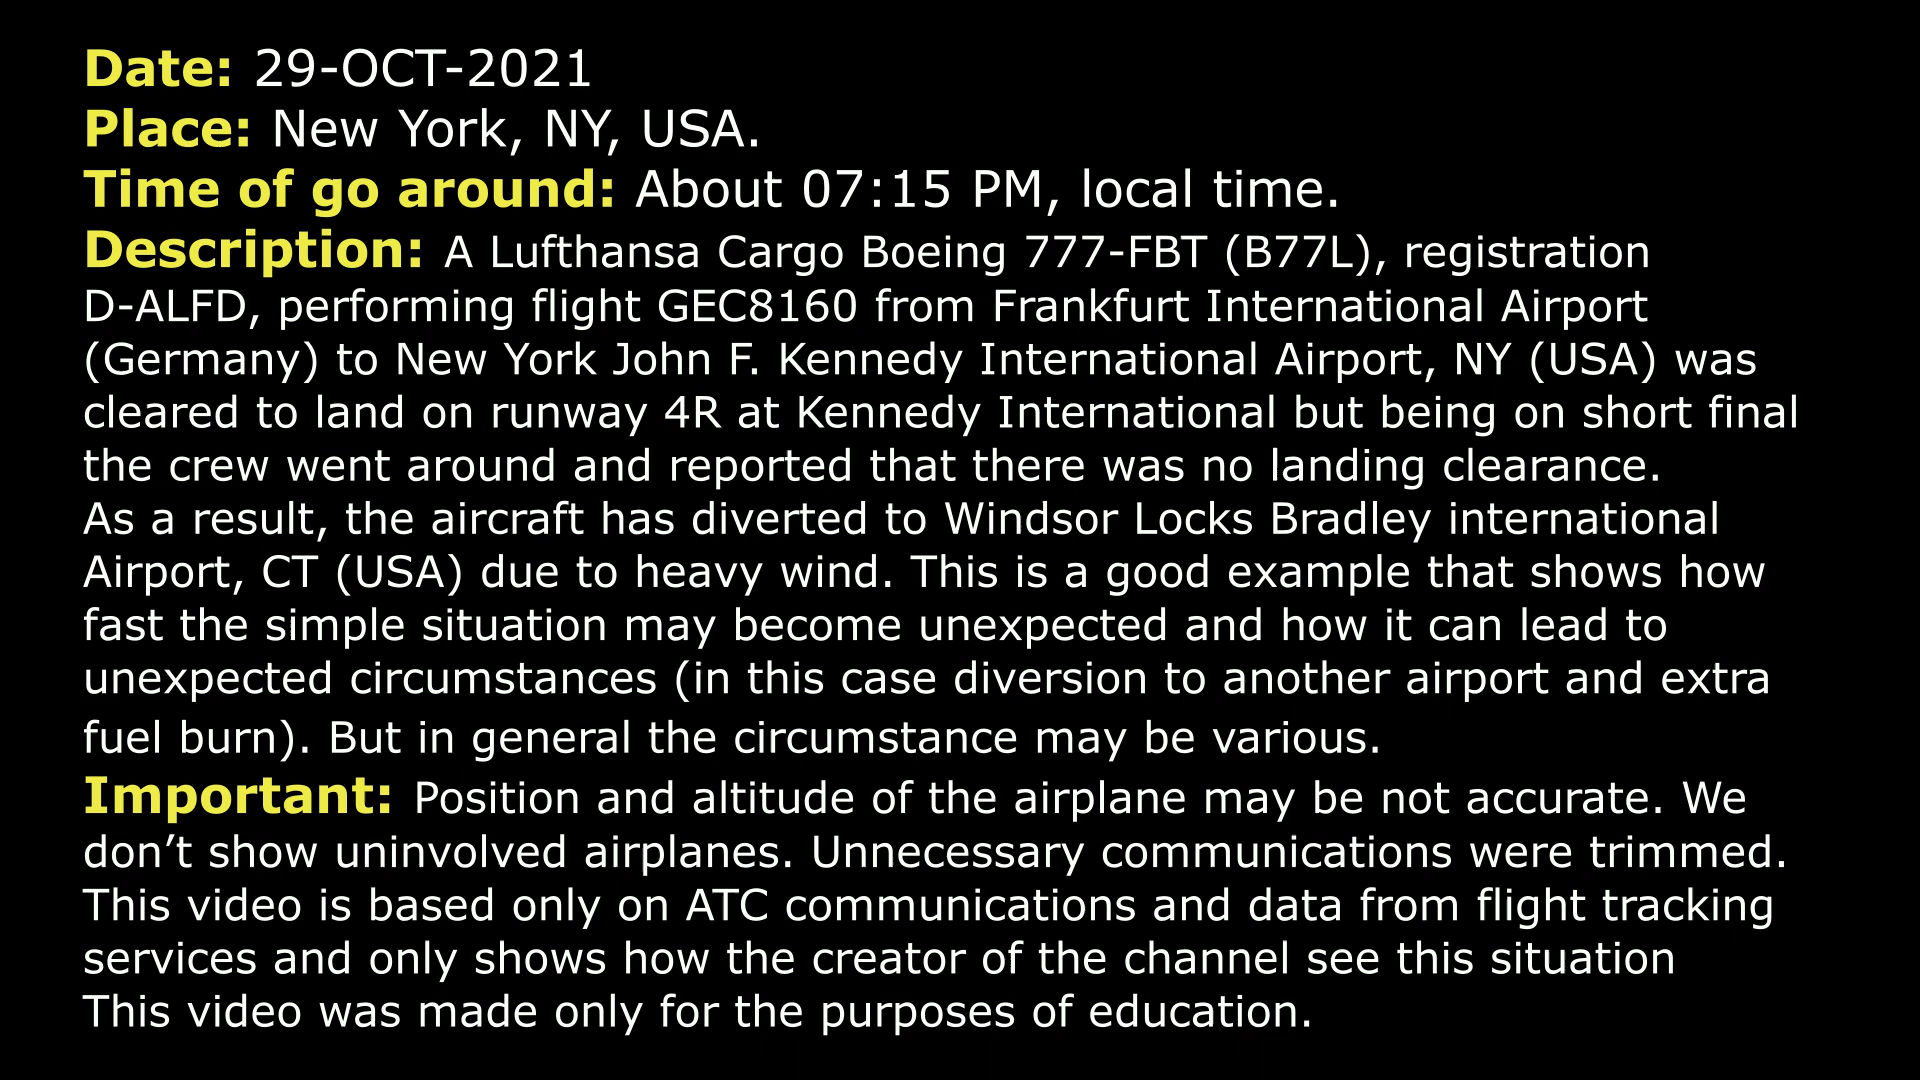 Date: 29-OCT-2021
Place: New York, NY, USA.
Time of go around: About 07:15 PM, local time.
Description: A Lufthansa Cargo Boeing 777-FBT (B77L), registration
D-ALFD, performing flight GEC8160 from Frankfurt International Airport
(Germany) to New York John F. Kennedy International Airport, NY (USA) was
cleared to land on runway 4R at Kennedy International but being on short final
the crew went around and reported that there was no landing clearance.
As a result, the aircraft has diverted to Windsor Locks Bradley international
Airport, CT (USA) due to heavy wind. This is a good example that shows how
fast the simple situation may become unexpected and how it can lead to
unexpected circumstances (in this case diversion to another airport and extra
fuel burn). But in general the circumstance may be various.
Important: Position and altitude of the airplane may be not accurate. We
don’t show uninvolved airplanes. Unnecessary communications were trimmed.
This video is based only on ATC communications and data from flight tracking
services and only shows how the creator of the channel see this situation
This video was made only for the purposes of education.